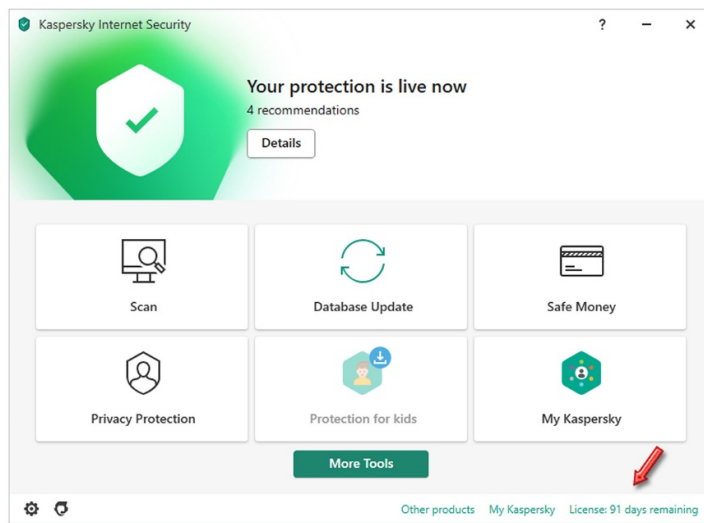 Kaspersky Internet Security
?
Your protection is live now
4 recommendations
Details
Scan
Database Update
Safe Money
Privacy Protection
Protection for kids
My Kaspersky
More Tools
Other products My Kaspersky License: 91 days remaining